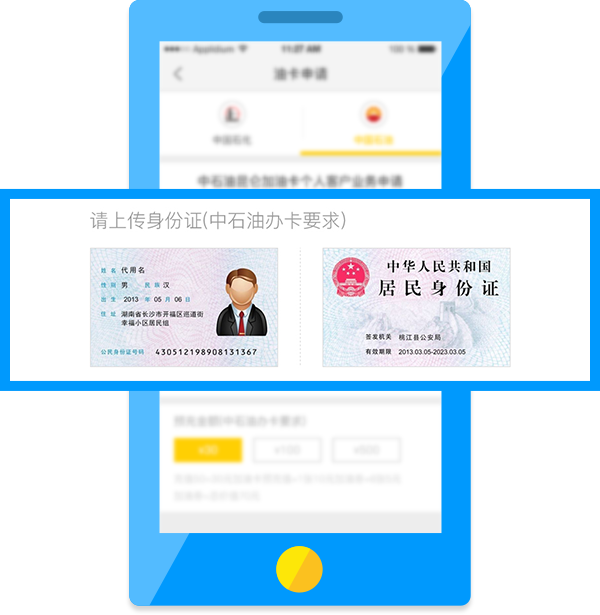 11:27 AM
100 %
油卡申请
中国石化
中国石油
中石油昆仑加油卡个人客户业务申请
请上传身份证(中石油办卡要求)
姓名 代用名
性别 男 民族 汉
出生 2013 年 05 月 06 日
住址 湖南省长沙市开福区巡道街
幸福小区居民组
公民身份证号码 430512198908131367
中华人民共和国
居民身份证
签发机关 桃江县公安局
有效期限 2013.03.05-2023.03.05
预充金额(中石油办卡要求)
¥100
¥500